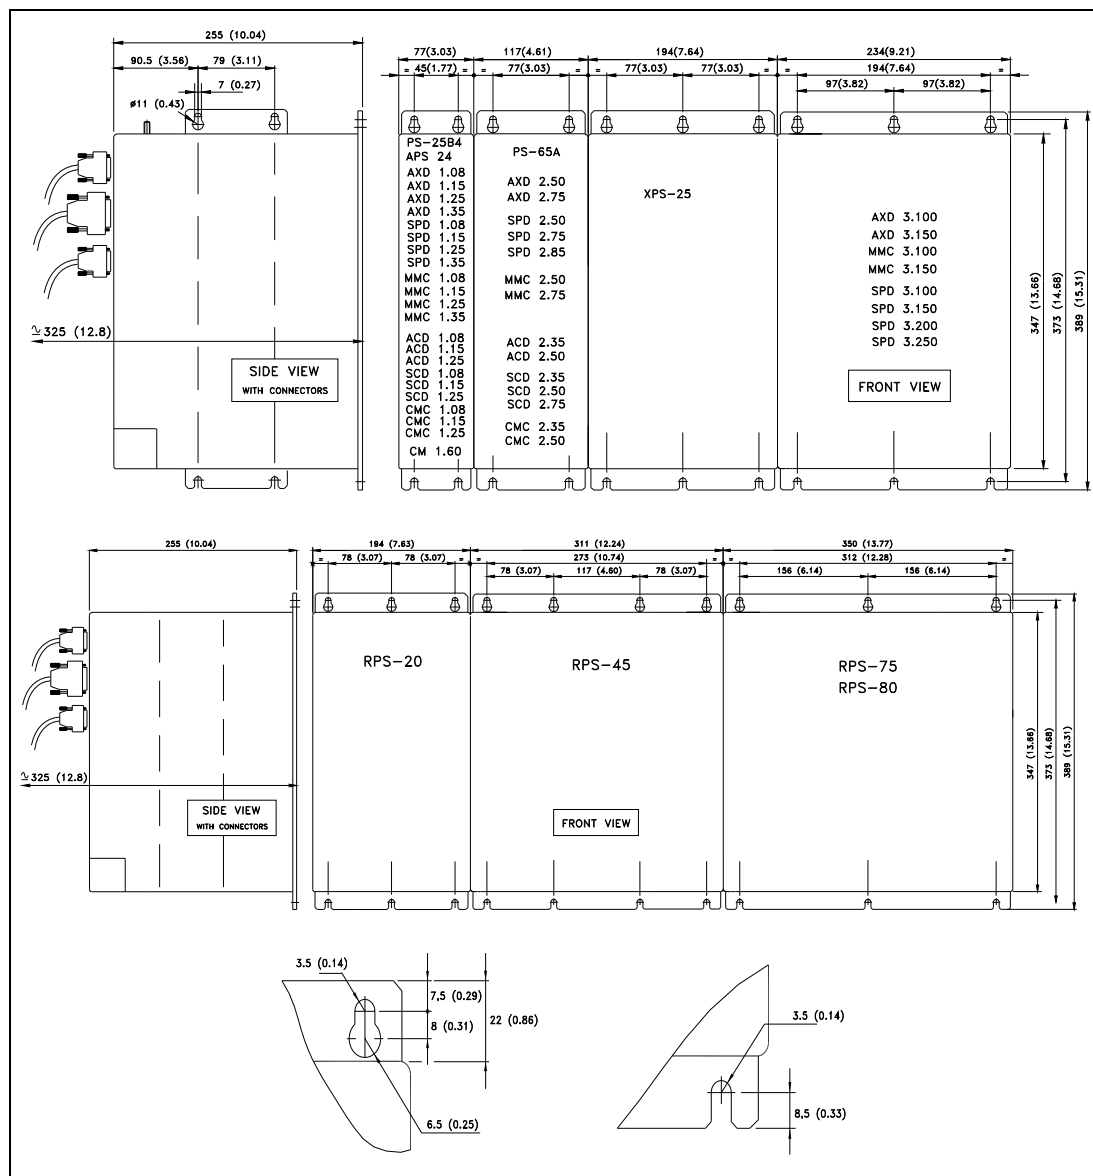 255 (10.04)
90.5 (3.56)
79 (3.11)
7 (0.27)
ø11 (0.43)
≃325 (12.8)
SIDE VIEW
WITH CONNECTORS
77(3.03)
117(4.61)
194(7.64)
234(9.21)
= 45(1.77) =
= 77(3.03) =
= 77(3.03) 77(3.03) =
= 194(7.64) =
97(3.82) 97(3.82)
PS-25B4
APS 24
AXD 1.08
AXD 1.15
AXD 1.25
AXD 1.35
SPD 1.08
SPD 1.15
SPD 1.25
SPD 1.35
MMC 1.08
MMC 1.15
MMC 1.25
MMC 1.35
ACD 1.08
ACD 1.15
ACD 1.25
SCD 1.08
SCD 1.15
SCD 1.25
CMC 1.08
CMC 1.15
CMC 1.25
CM 1.60
PS-65A
AXD 2.50
AXD 2.75
SPD 2.50
SPD 2.75
SPD 2.85
MMC 2.50
MMC 2.75
ACD 2.35
ACD 2.50
SCD 2.35
SCD 2.50
SCD 2.75
CMC 2.35
CMC 2.50
XPS-25
AXD 3.100
AXD 3.150
MMC 3.100
MMC 3.150
SPD 3.100
SPD 3.150
SPD 3.200
SPD 3.250
FRONT VIEW
347 (13.66)
373 (14.68)
389 (15.31)
255 (10.04)
≃325 (12.8)
SIDE VIEW
WITH CONNECTORS
194 (7.63)
311 (12.24)
350 (13.77)
= 78 (3.07) 78 (3.07) =
= 273 (10.74) =
= 312 (12.28) =
78 (3.07) 117 (4.60) 78 (3.07)
156 (6.14) 156 (6.14)
RPS-20
RPS-45
RPS-75
RPS-80
FRONT VIEW
347 (13.66)
373 (14.68)
389 (15.31)
3.5 (0.14)
7,5 (0.29)
8 (0.31)
22 (0.86)
6.5 (0.25)
3.5 (0.14)
8,5 (0.33)